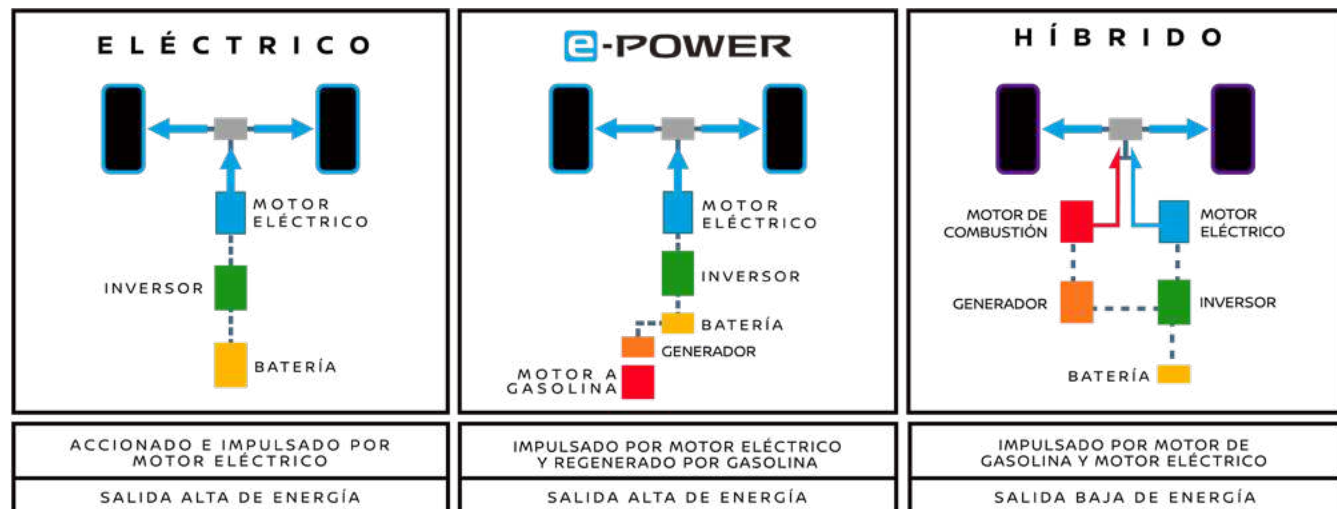 ELÉCTRICO
MOTOR
ELÉCTRICO
INVERSOR
BATERÍA
ACCIONADO E IMPULSADO POR
MOTOR ELÉCTRICO
SALIDA ALTA DE ENERGÍA
e-POWER
MOTOR
ELÉCTRICO
INVERSOR
BATERÍA
GENERADOR
MOTOR A
GASOLINA
IMPULSADO POR MOTOR ELÉCTRICO
Y REGENERADO POR GASOLINA
SALIDA ALTA DE ENERGÍA
HÍBRIDO
MOTOR DE
COMBUSTIÓN
MOTOR
ELÉCTRICO
GENERADOR
INVERSOR
BATERÍA
IMPULSADO POR MOTOR DE
GASOLINA Y MOTOR ELÉCTRICO
SALIDA BAJA DE ENERGÍA